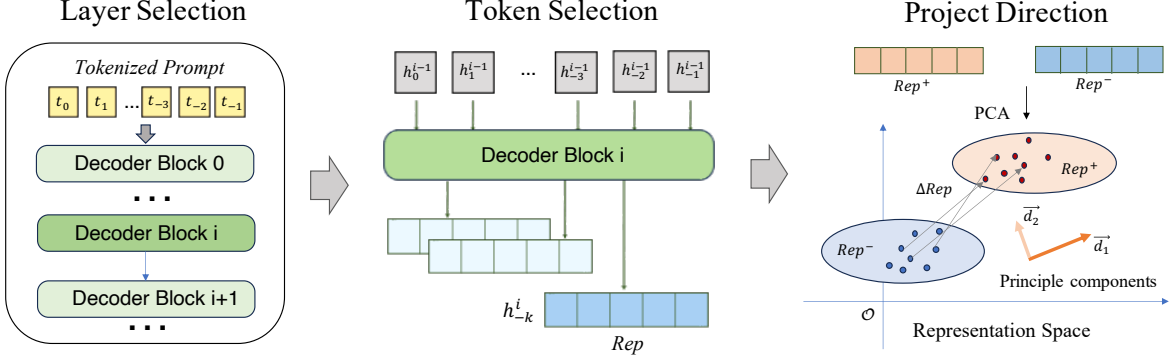 Layer Selection
Tokenized Prompt
t₀ t₁ ... t₋₃ t₋₂ t₋₁
Decoder Block 0
...
Decoder Block i
Decoder Block i+1
...
Token Selection
h₀ⁱ⁻¹ h₁ⁱ⁻¹ ... h₋₃ⁱ⁻¹ h₋₂ⁱ⁻¹ h₋₁ⁱ⁻¹
Decoder Block i
h₋ₖⁱ
Rep
Project Direction
Rep⁺ Rep⁻
PCA
Rep⁺
ΔRep
Rep⁻
d₂→
d₁→
Principle components
𝒪
Representation Space